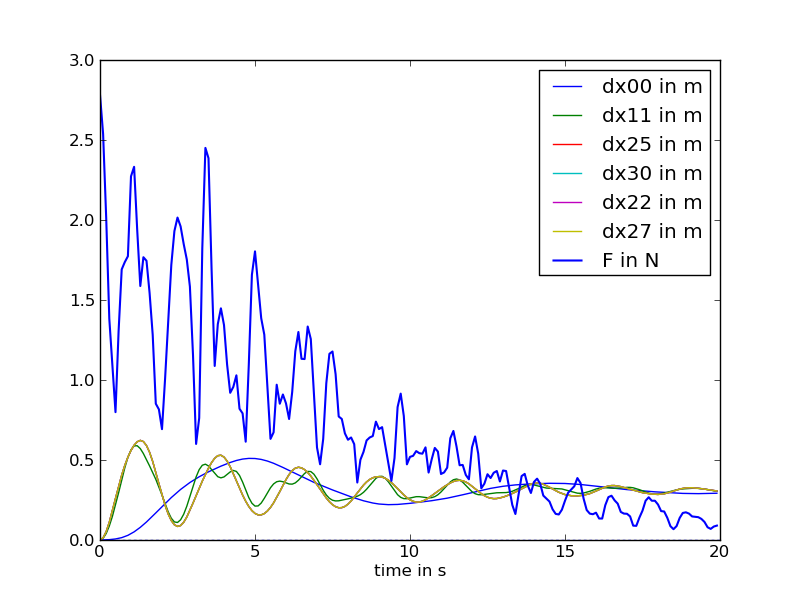 3.0
2.5
2.0
1.5
1.0
0.5
0.0
dx00 in m
dx11 in m
dx25 in m
dx30 in m
dx22 in m
dx27 in m
F in N
0 5 10 15 20
time in s